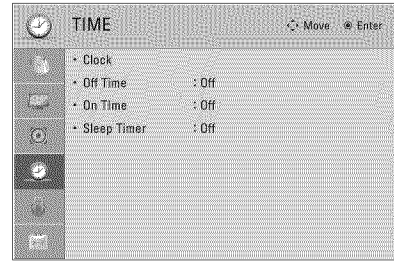 TIME
Move Enter
• Clock
• Off Time : Off
• On Time : Off
• Sleep Timer : Off